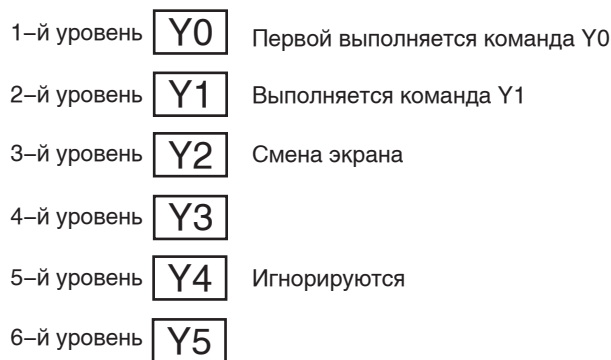 1–й уровень Y0 Первой выполняется команда Y0
2–й уровень Y1 Выполняется команда Y1
3–й уровень Y2 Смена экрана
4–й уровень Y3
5–й уровень Y4 Игнорируются
6–й уровень Y5